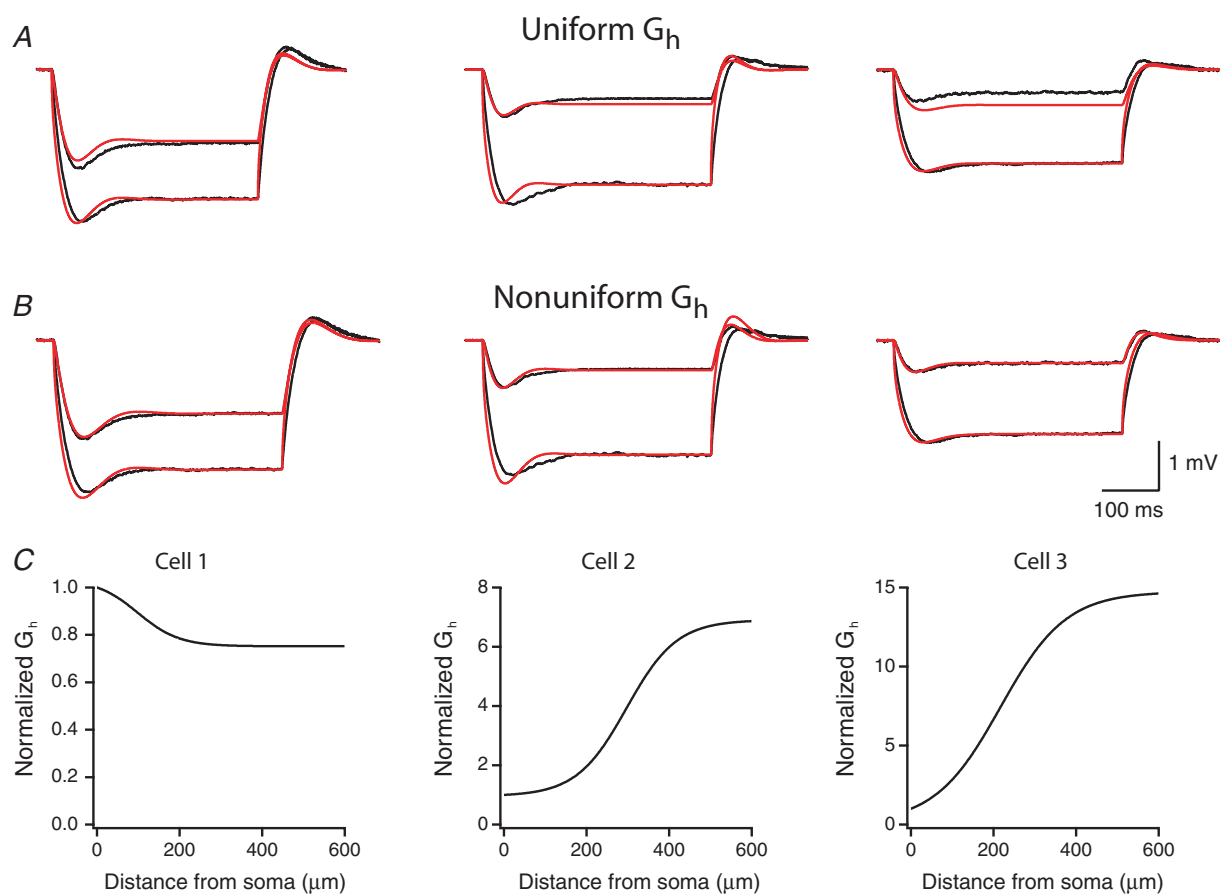 A
Uniform Gh
B
Nonuniform Gh
1 mV
100 ms
C
Cell 1
Cell 2
Cell 3
Normalized Gh
1.0
0.8
0.6
0.4
0.2
0.0
0 200 400 600
Distance from soma (μm)
Normalized Gh
8
6
4
2
0
0 200 400 600
Distance from soma (μm)
Normalized Gh
15
10
5
0
0 200 400 600
Distance from soma (μm)